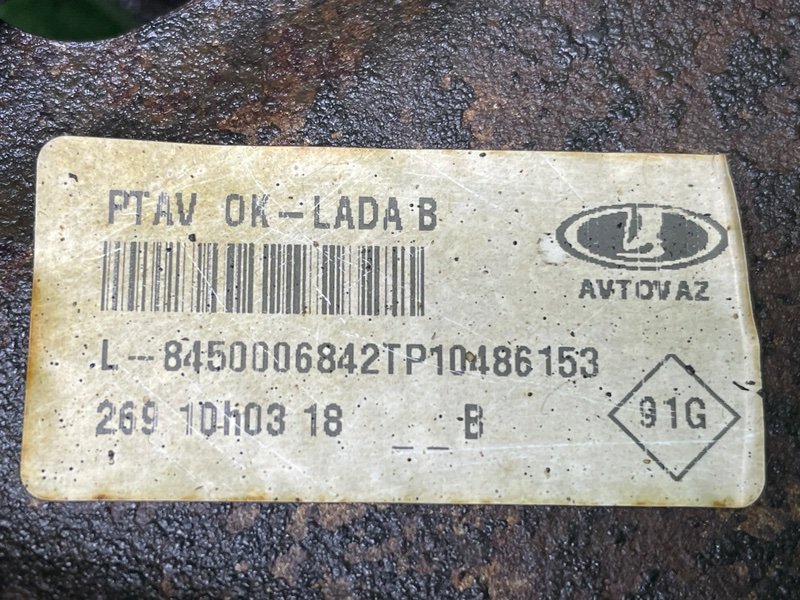 PTAV OK-LADA B
AVTOVAZ
L-8450006842TP10486153
269 10h03 18 _ _ B
91G